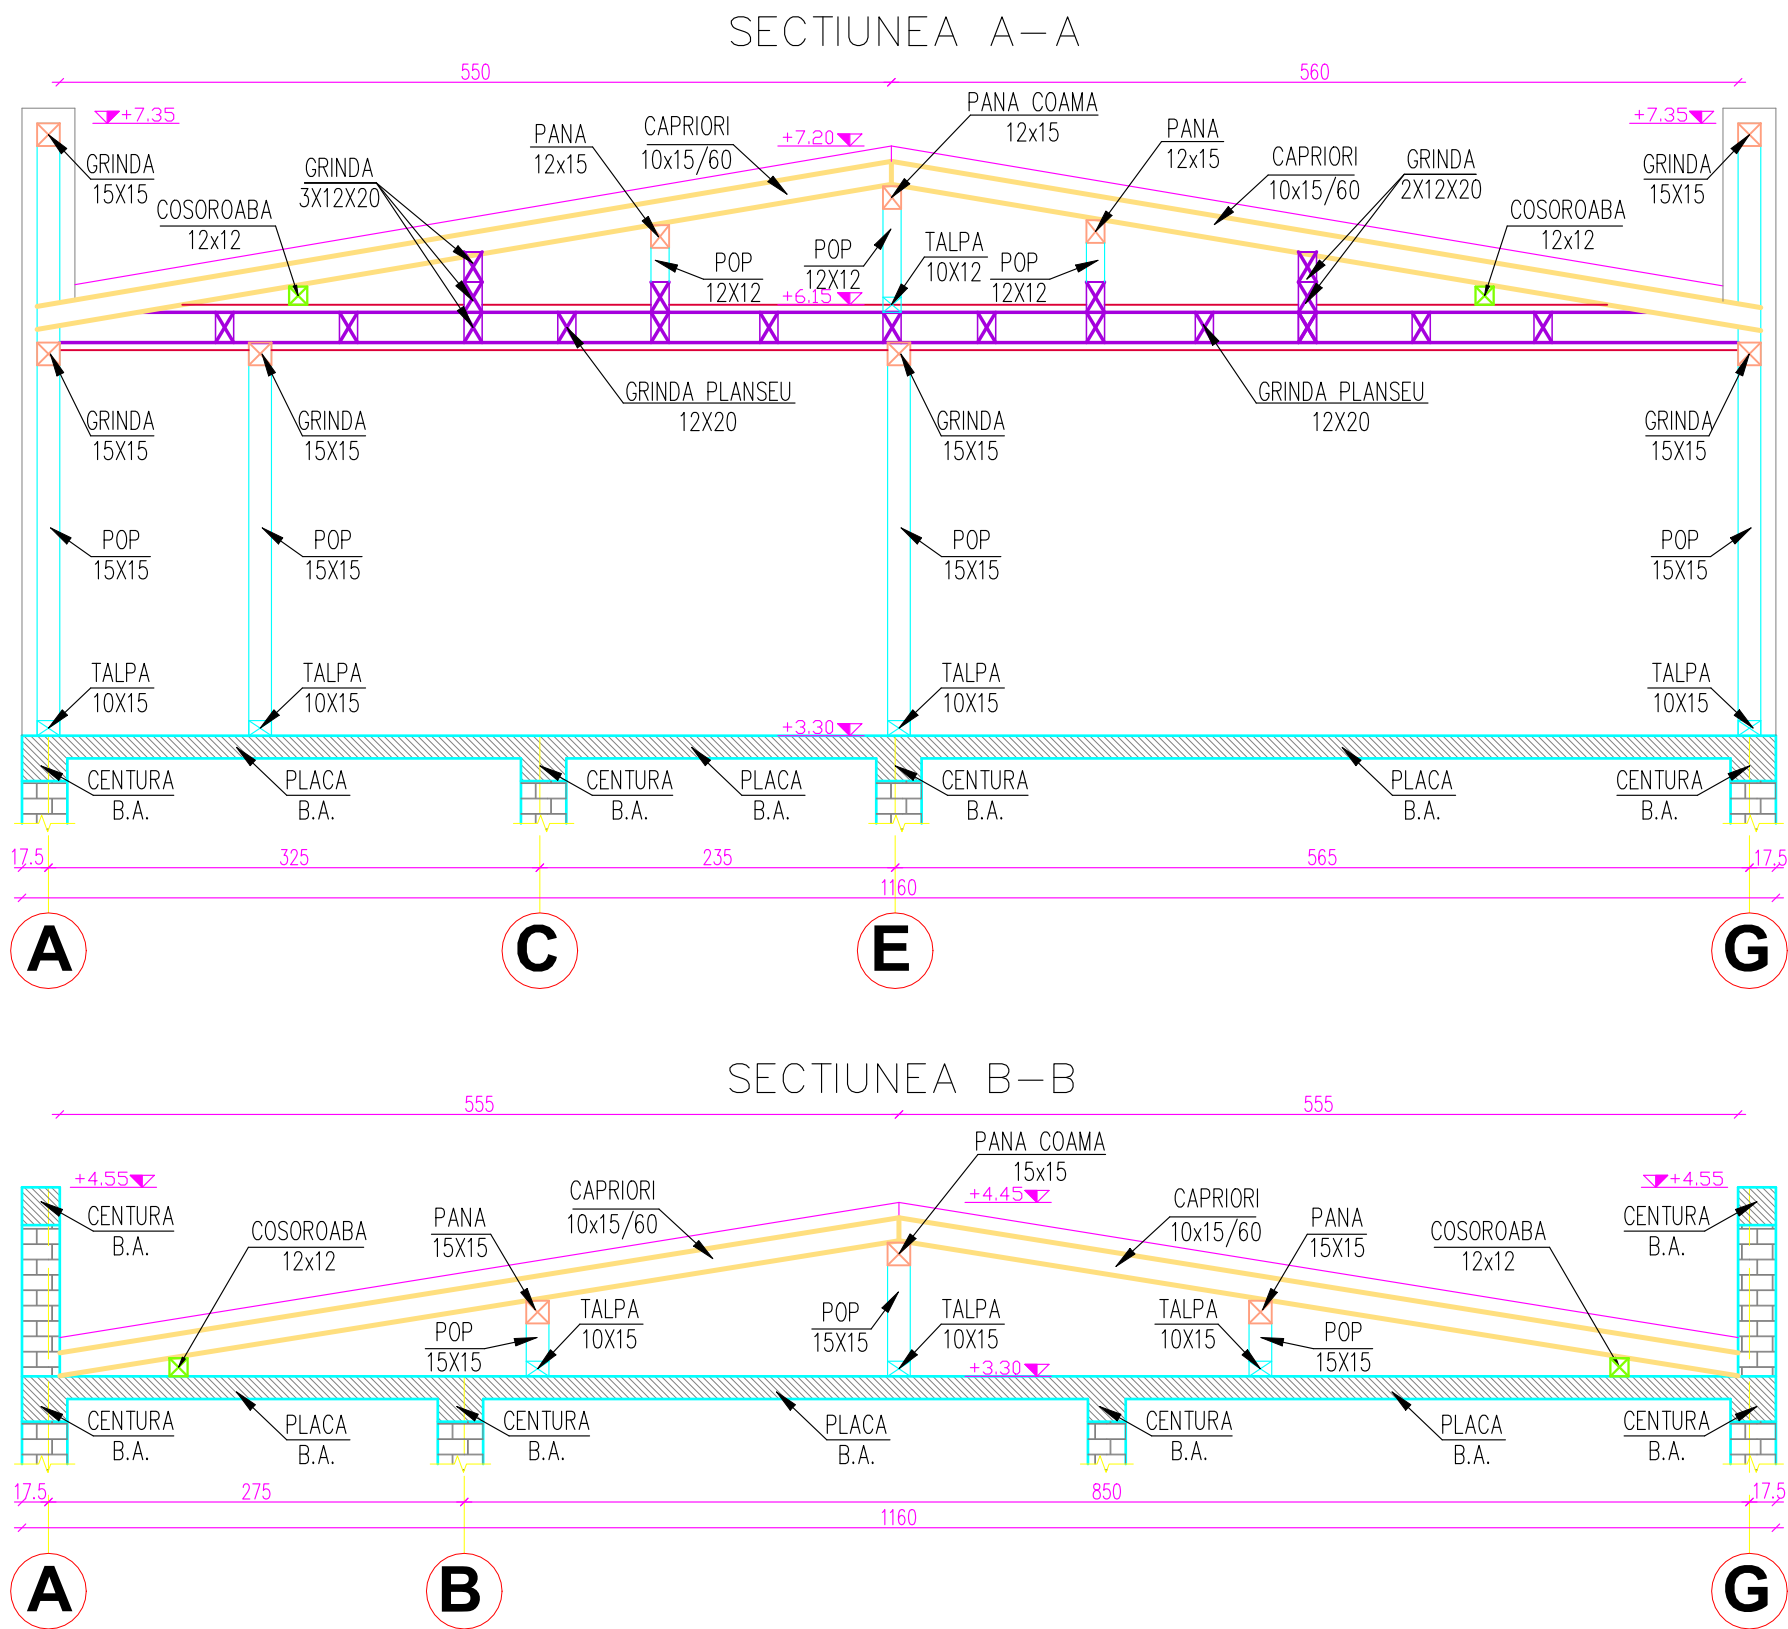 SECTIUNEA A-A
550
560
+7.35
GRINDA
15X15
COSOROABA
12x12
GRINDA
3X12X20
PANA
12x15
CAPRIORI
10x15/60
+7.20
PANA COAMA
12x15
PANA
12x15
CAPRIORI
10x15/60
GRINDA
2X12X20
COSOROABA
12x12
+7.35
GRINDA
15X15
POP
12X12
POP
12X12
TALPA
10X12
POP
12X12
+6.15
GRINDA PLANSEU
12X20
GRINDA PLANSEU
12X20
GRINDA
15X15
GRINDA
15X15
GRINDA
15X15
GRINDA
15X15
POP
15X15
POP
15X15
POP
15X15
POP
15X15
TALPA
10X15
TALPA
10X15
TALPA
10X15
TALPA
10X15
+3.30
CENTURA
B.A.
PLACA
B.A.
CENTURA
B.A.
PLACA
B.A.
CENTURA
B.A.
PLACA
B.A.
CENTURA
B.A.
17.5
325
235
565
17.5
1160
A
C
E
G
SECTIUNEA B-B
555
555
+4.55
CENTURA
B.A.
COSOROABA
12x12
PANA
15X15
CAPRIORI
10x15/60
PANA COAMA
15x15
+4.45
CAPRIORI
10x15/60
PANA
15X15
COSOROABA
12x12
+4.55
CENTURA
B.A.
POP
15X15
TALPA
10X15
POP
15X15
TALPA
10X15
TALPA
10X15
POP
15X15
+3.30
CENTURA
B.A.
PLACA
B.A.
CENTURA
B.A.
PLACA
B.A.
CENTURA
B.A.
PLACA
B.A.
CENTURA
B.A.
17.5
275
850
17.5
1160
A
B
G